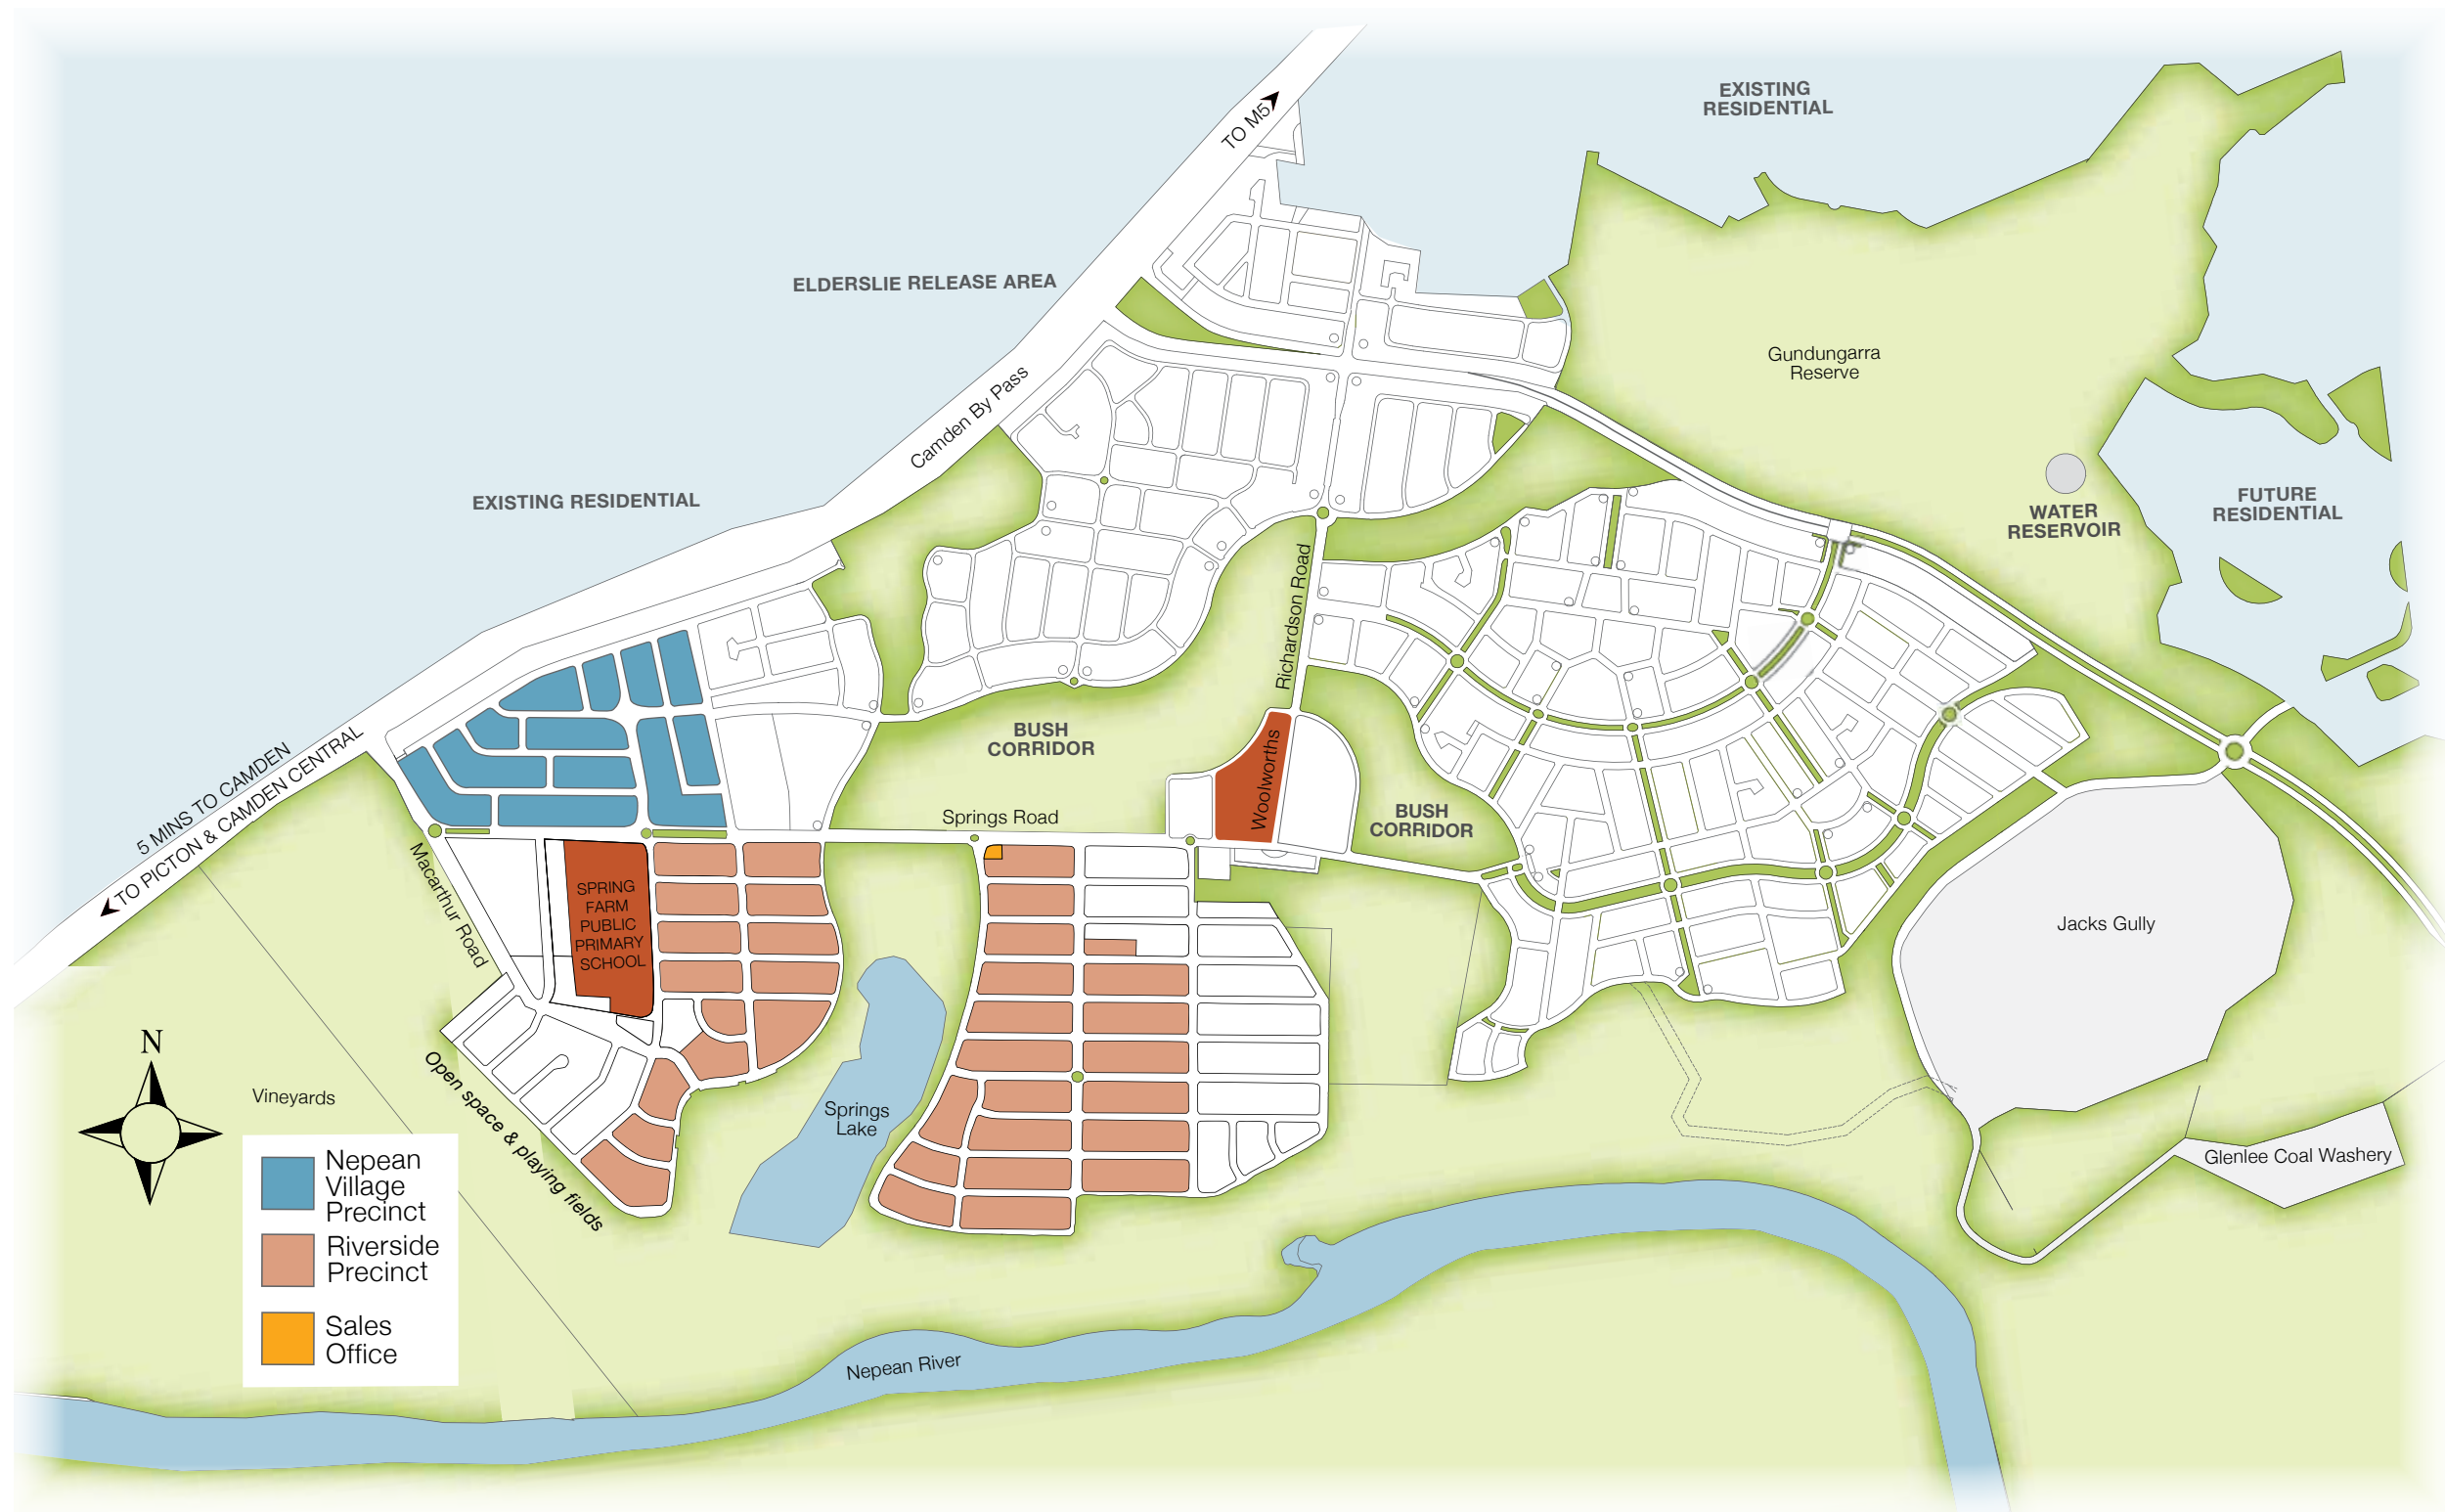 EXISTING
RESIDENTIAL
TO M5
ELDERSLIE RELEASE AREA
Gundungarra
Reserve
Camden By Pass
EXISTING RESIDENTIAL
WATER
RESERVOIR
FUTURE
RESIDENTIAL
Richardson Road
BUSH
CORRIDOR
Woolworths
5 MINS TO CAMDEN
TO PICTON & CAMDEN CENTRAL
Springs Road
BUSH
CORRIDOR
Macarthur Road
SPRING
FARM
PUBLIC
PRIMARY
SCHOOL
Jacks Gully
N
Vineyards
Open space & playing fields
Springs
Lake
Glenlee Coal Washery
Nepean
Village
Precinct
Riverside
Precinct
Sales
Office
Nepean River